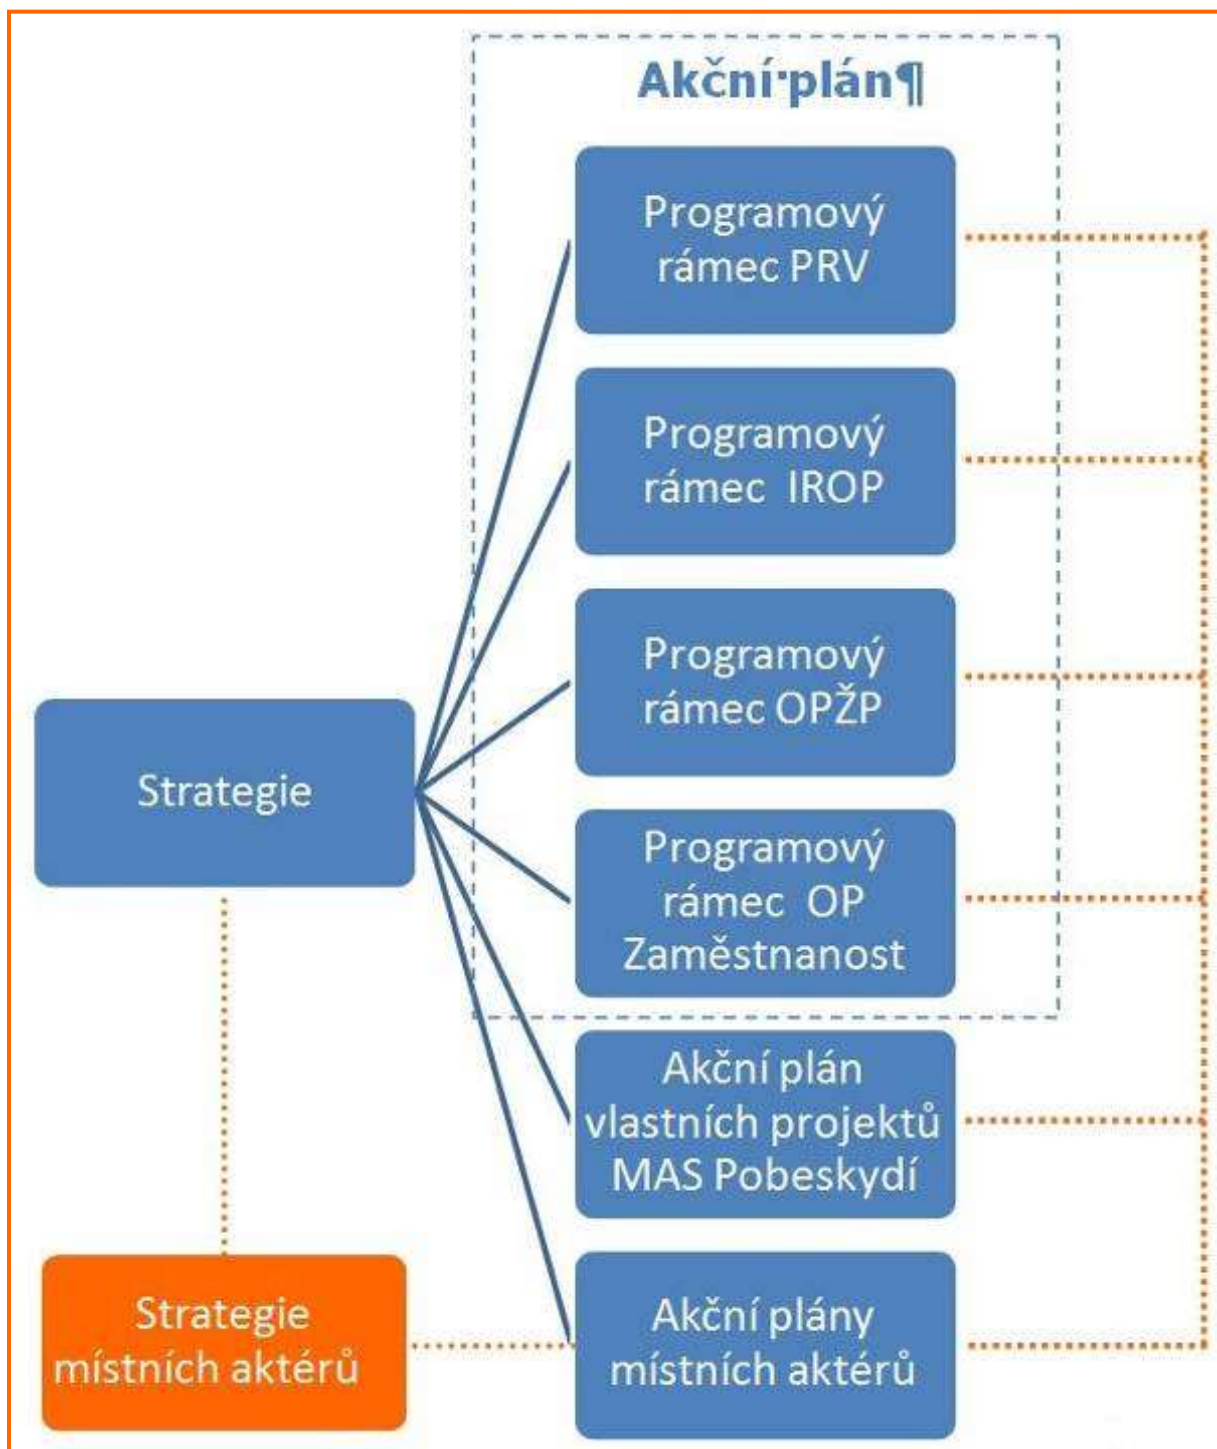 Akční·plán¶
Programový
rámec PRV
Programový
rámec  IROP
Programový
rámec OPŽP
Strategie
Programový
rámec  OP
Zaměstnanost
Akční plán
vlastních projektů
MAS Pobeskydí
Strategie
místních aktérů
Akční plány
místních aktérů